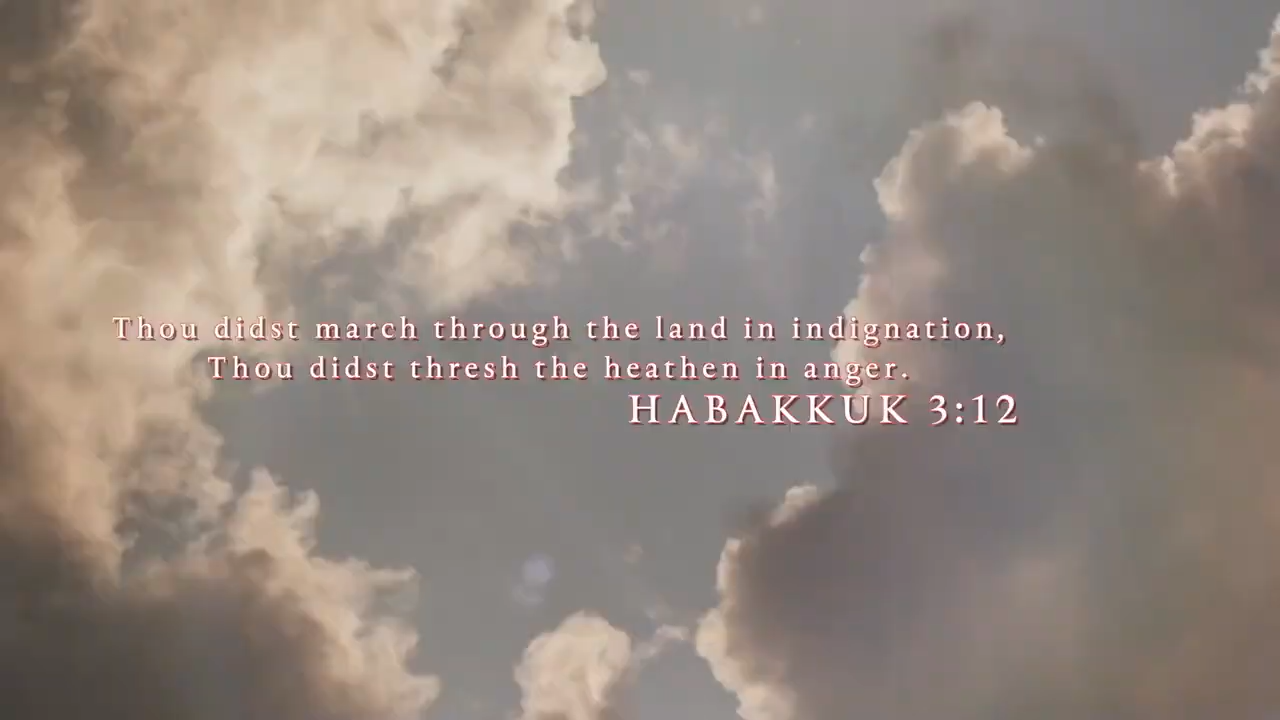 Thou didst march through the land in indignation,
Thou didst thresh the heathen in anger.
HABAKKUK 3:12